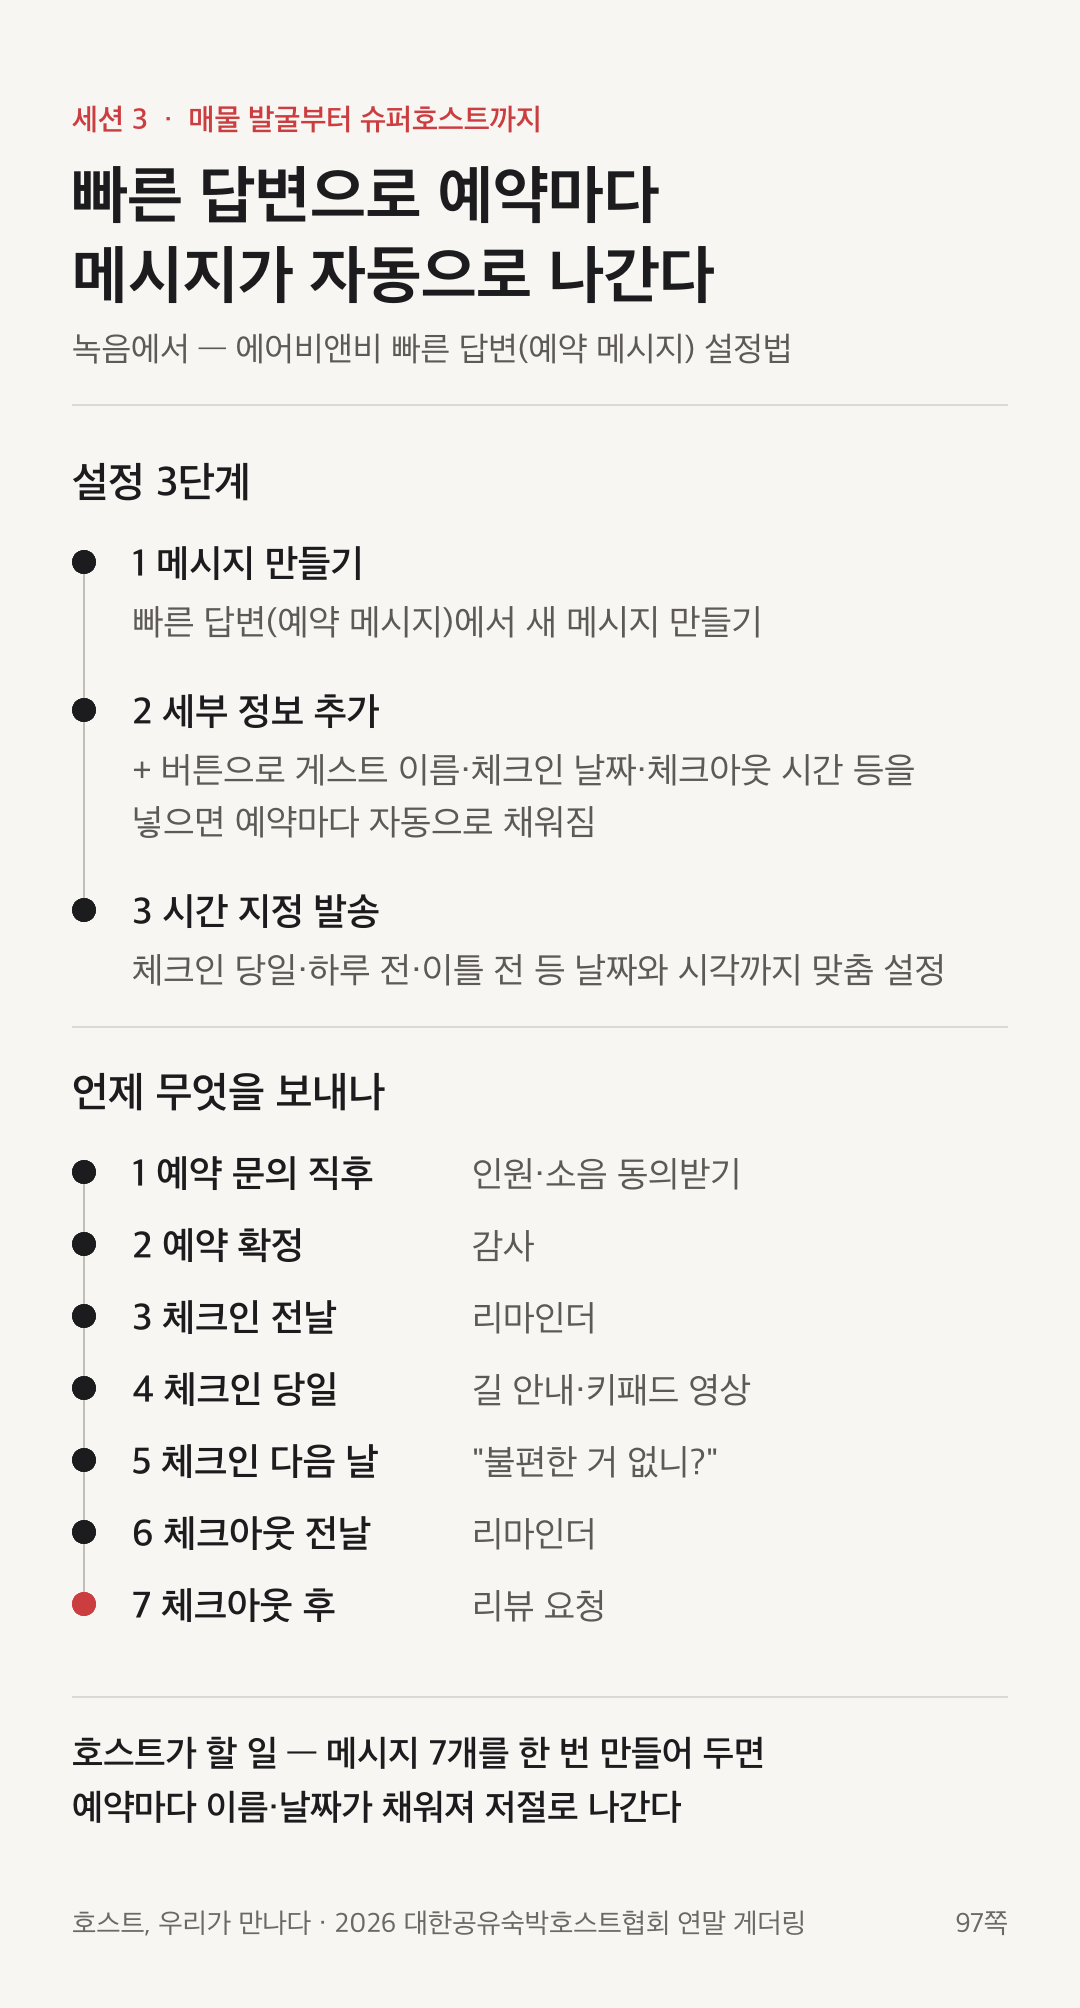 세션 3 · 매물 발굴부터 슈퍼호스트까지
빠른 답변으로 예약마다
메시지가 자동으로 나간다
녹음에서 — 에어비앤비 빠른 답변(예약 메시지) 설정법
설정 3단계
1 메시지 만들기
빠른 답변(예약 메시지)에서 새 메시지 만들기
2 세부 정보 추가
+ 버튼으로 게스트 이름·체크인 날짜·체크아웃 시간 등을
넣으면 예약마다 자동으로 채워짐
3 시간 지정 발송
체크인 당일·하루 전·이틀 전 등 날짜와 시각까지 맞춤 설정
언제 무엇을 보내나
1 예약 문의 직후 인원·소음 동의받기
2 예약 확정 감사
3 체크인 전날 리마인더
4 체크인 당일 길 안내·키패드 영상
5 체크인 다음 날 "불편한 거 없니?"
6 체크아웃 전날 리마인더
7 체크아웃 후 리뷰 요청
호스트가 할 일 — 메시지 7개를 한 번 만들어 두면
예약마다 이름·날짜가 채워져 저절로 나간다
호스트, 우리가 만나다 · 2026 대한공유숙박호스트협회 연말 게더링 97쪽